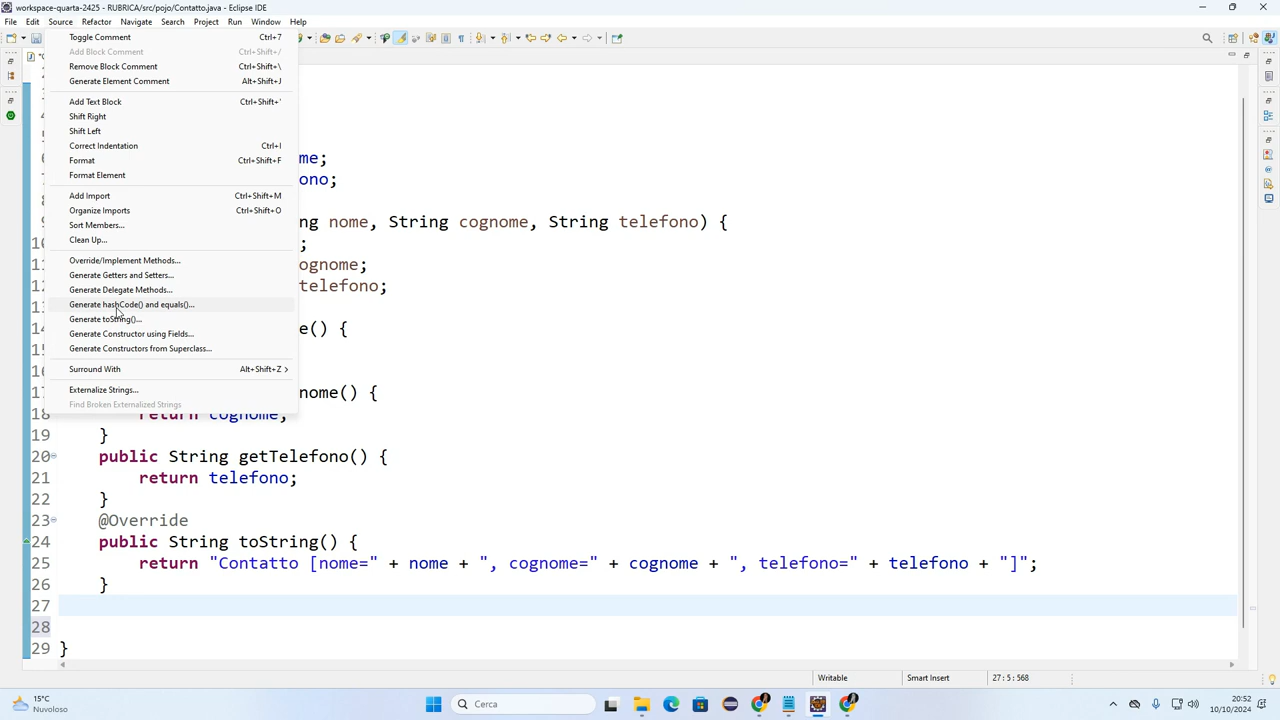 workspace-quarta-2425 - RUBRICA/src/pojo/Contatto.java - Eclipse IDE
File Edit Source Refactor Navigate Search Project Run Window Help
Toggle Comment Ctrl+7
Add Block Comment Ctrl+Shift+/
Remove Block Comment Ctrl+Shift+\
Generate Element Comment Alt+Shift+J
Add Text Block Ctrl+Shift+'
Shift Right
Shift Left
Correct Indentation Ctrl+I
Format Ctrl+Shift+F
Format Element
Add Import Ctrl+Shift+M
Organize Imports Ctrl+Shift+O
Sort Members...
Clean Up...
Override/Implement Methods...
Generate Getters and Setters...
Generate Delegate Methods...
Generate hashCode() and equals()...
Generate toString()...
Generate Constructor using Fields...
Generate Constructors from Superclass...
Surround With Alt+Shift+Z
Externalize Strings...
Find Broken Externalized Strings
me;
ono;
ng nome, String cognome, String telefono) {
;
ognome;
telefono;
e() {
nome() {
18 return cognome;
19 }
20 public String getTelefono() {
21 return telefono;
22 }
23 @Override
24 public String toString() {
25 return "Contatto [nome=" + nome + ", cognome=" + cognome + ", telefono=" + telefono + "]";
26 }
27
28
29 }
Writable Smart Insert 27 : 5 : 568
15°C
Nuvoloso
Cerca
20:52
10/10/2024